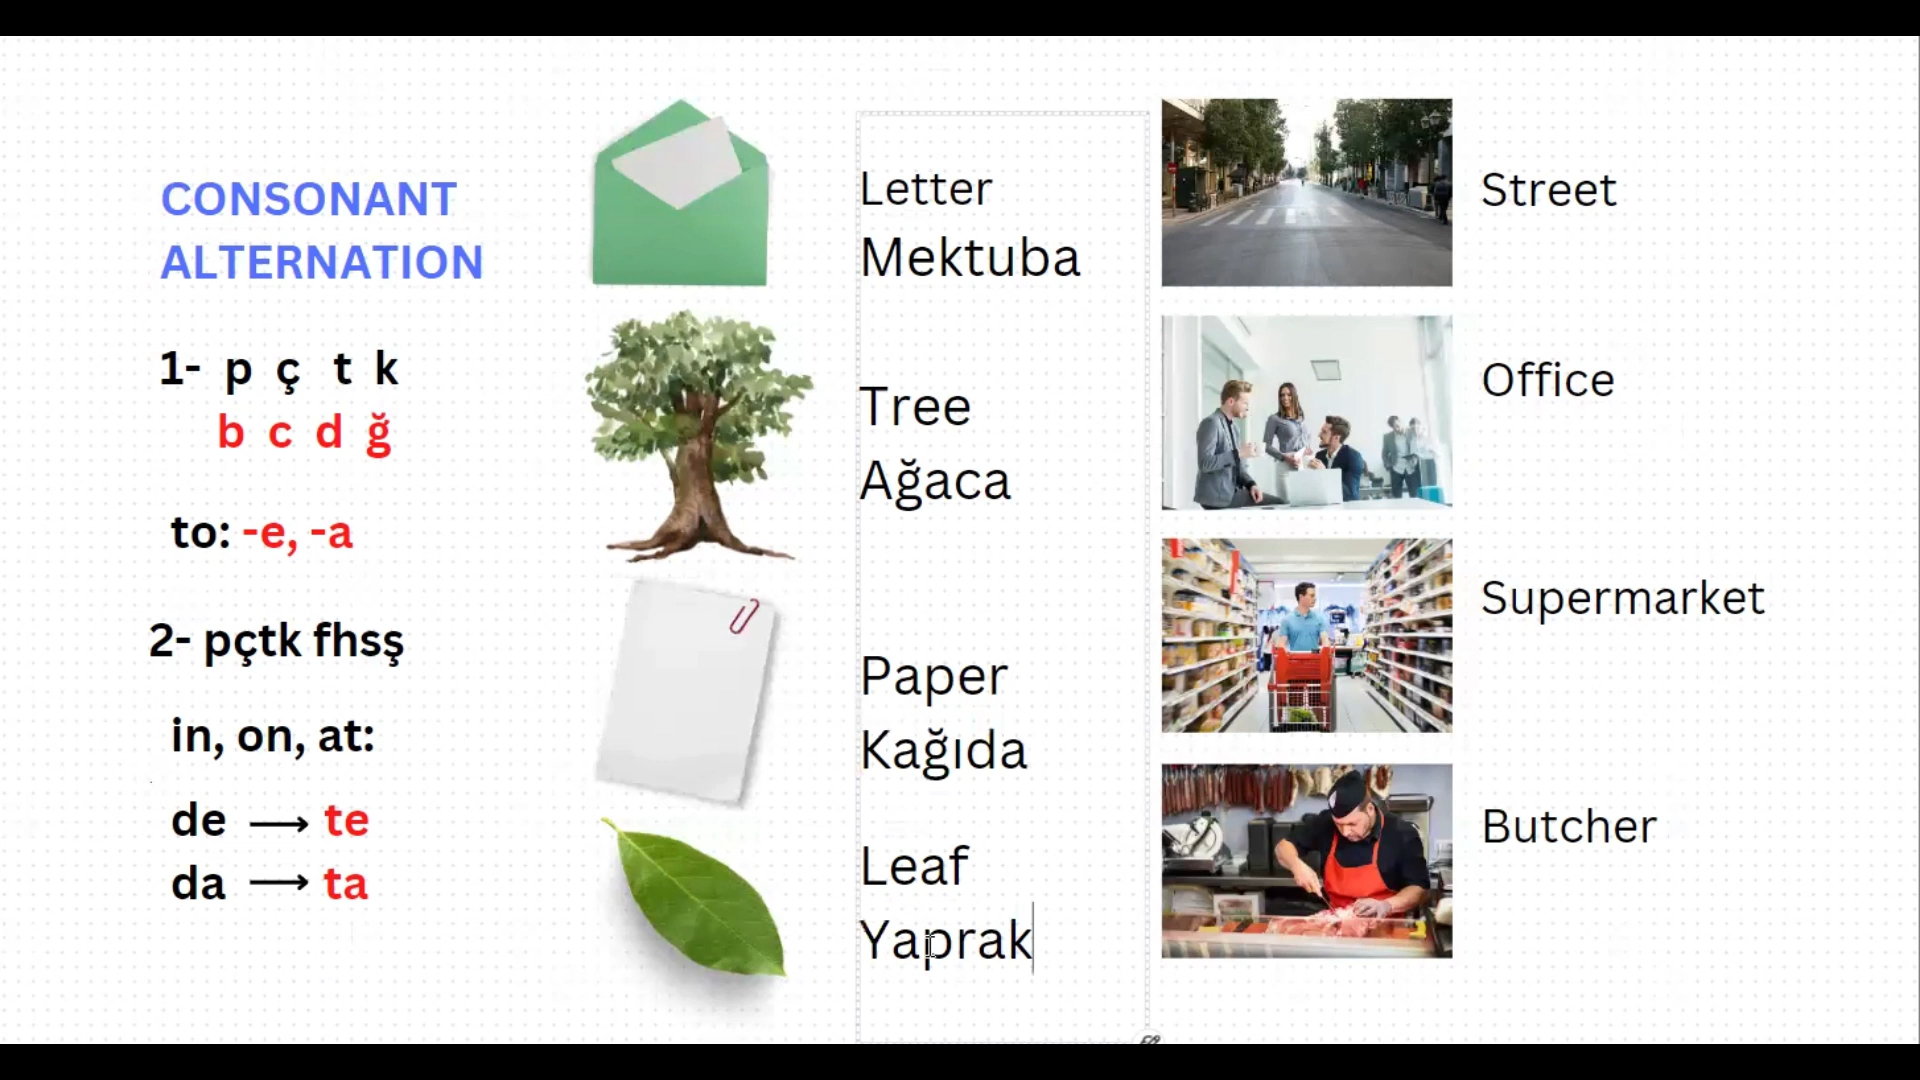 CONSONANT
ALTERNATION
1- p ç t k
b c d ğ
to: -e, -a
2- pçtk fhsş
in, on, at:
de → te
da → ta
Letter
Mektuba
Tree
Ağaca
Paper
Kağıda
Leaf
Yaprak
Street
Office
Supermarket
Butcher